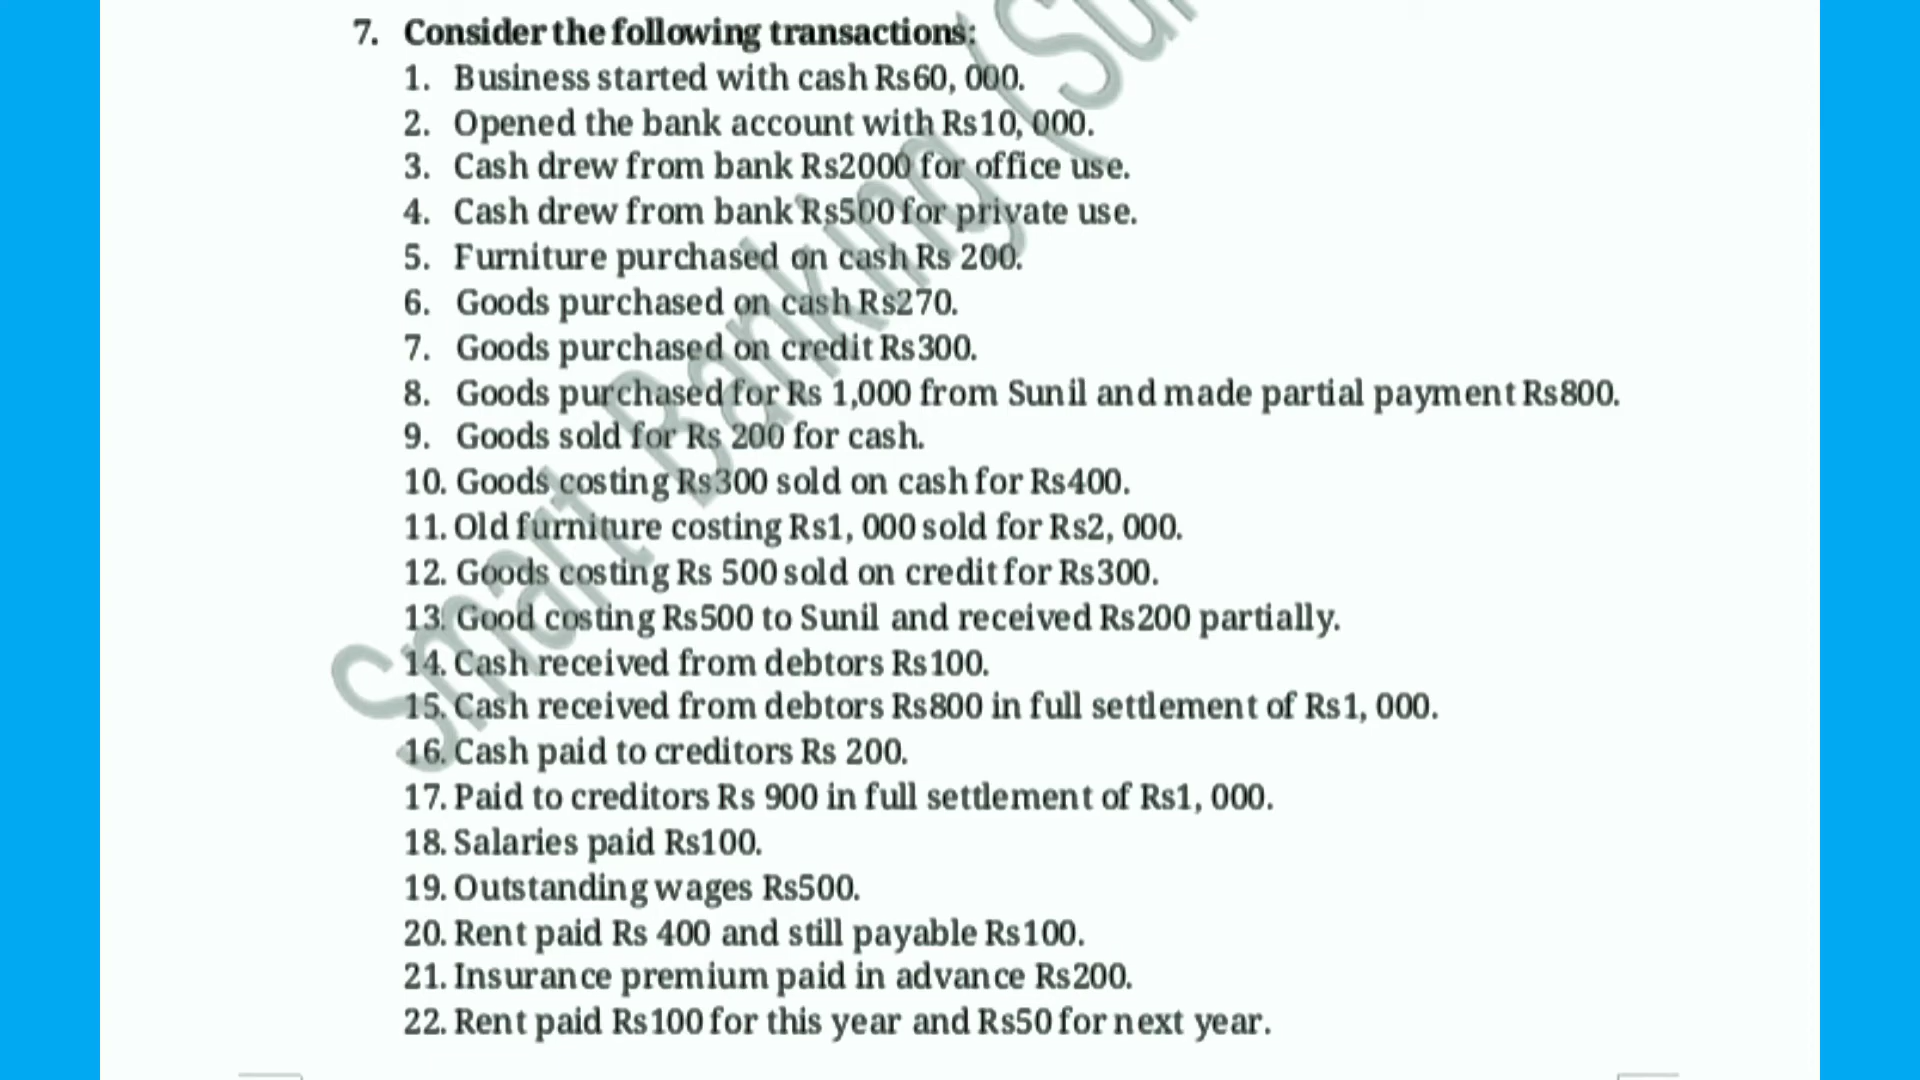 7. Consider the following transactions:
1. Business started with cash Rs60, 000.
2. Opened the bank account with Rs10, 000.
3. Cash drew from bank Rs2000 for office use.
4. Cash drew from bank Rs500 for private use.
5. Furniture purchased on cash Rs 200.
6. Goods purchased on cash Rs270.
7. Goods purchased on credit Rs300.
8. Goods purchased for Rs 1,000 from Sunil and made partial payment Rs800.
9. Goods sold for Rs 200 for cash.
10. Goods costing Rs300 sold on cash for Rs400.
11. Old furniture costing Rs1, 000 sold for Rs2, 000.
12. Goods costing Rs 500 sold on credit for Rs300.
13. Good costing Rs500 to Sunil and received Rs200 partially.
14. Cash received from debtors Rs100.
15. Cash received from debtors Rs800 in full settlement of Rs1, 000.
16. Cash paid to creditors Rs 200.
17. Paid to creditors Rs 900 in full settlement of Rs1, 000.
18. Salaries paid Rs100.
19. Outstanding wages Rs500.
20. Rent paid Rs 400 and still payable Rs100.
21. Insurance premium paid in advance Rs200.
22. Rent paid Rs100 for this year and Rs50 for next year.
Smart Banking